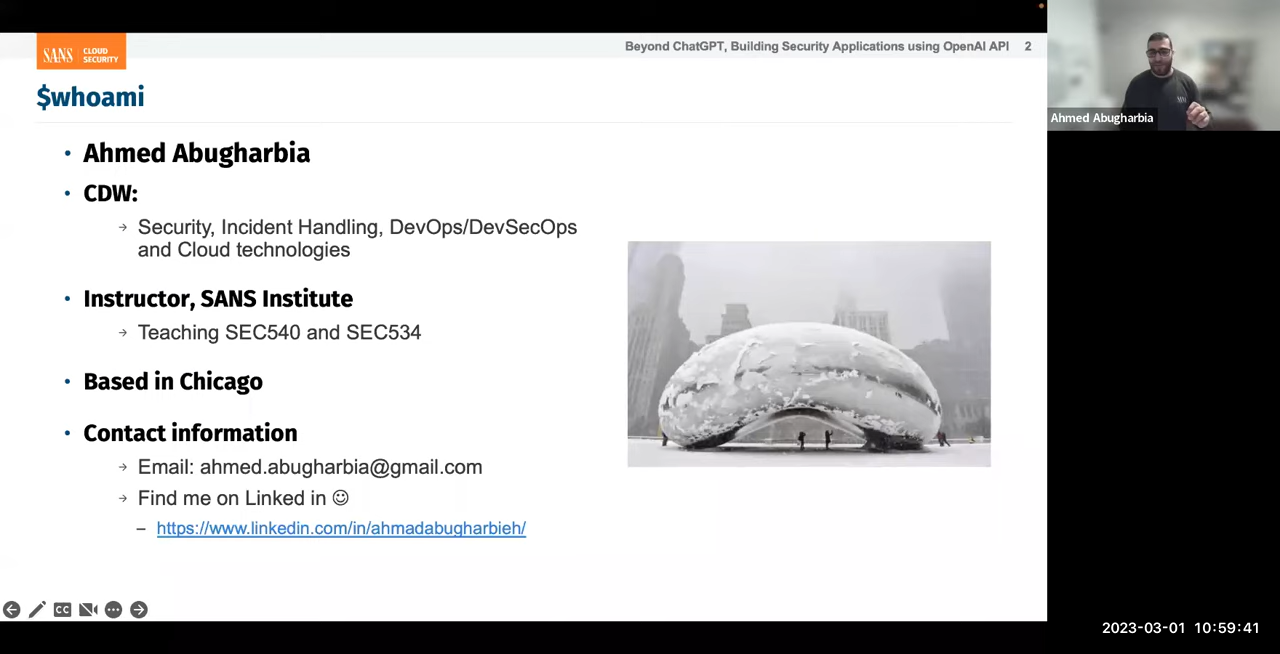 SANS | CLOUD SECURITY
Beyond ChatGPT, Building Security Applications using OpenAI API 2
$whoami
• Ahmed Abugharbia
• CDW:
→ Security, Incident Handling, DevOps/DevSecOps
and Cloud technologies
• Instructor, SANS Institute
→ Teaching SEC540 and SEC534
• Based in Chicago
• Contact information
→ Email: ahmed.abugharbia@gmail.com
→ Find me on Linked in ☺
– https://www.linkedin.com/in/ahmadabugharbieh/
CC
Ahmed Abugharbia
2023-03-01 10:59:41